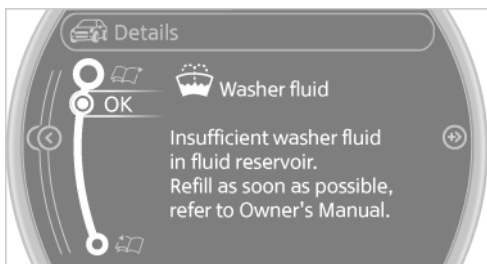 Details
OK
Washer fluid
Insufficient washer fluid
in fluid reservoir.
Refill as soon as possible,
refer to Owner's Manual.